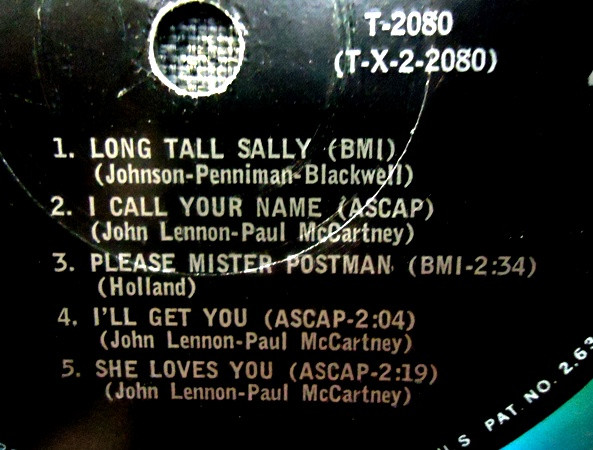 T-2080
(T-X-2-2080)
1. LONG TALL SALLY (BMI)
(Johnson-Penniman-Blackwell)
2. I CALL YOUR NAME (ASCAP)
(John Lennon-Paul McCartney)
3. PLEASE MISTER POSTMAN (BMI-2:34)
(Holland)
4. I'LL GET YOU (ASCAP-2:04)
(John Lennon-Paul McCartney)
5. SHE LOVES YOU (ASCAP-2:19)
(John Lennon-Paul McCartney)
U S PAT. NO. 2.63